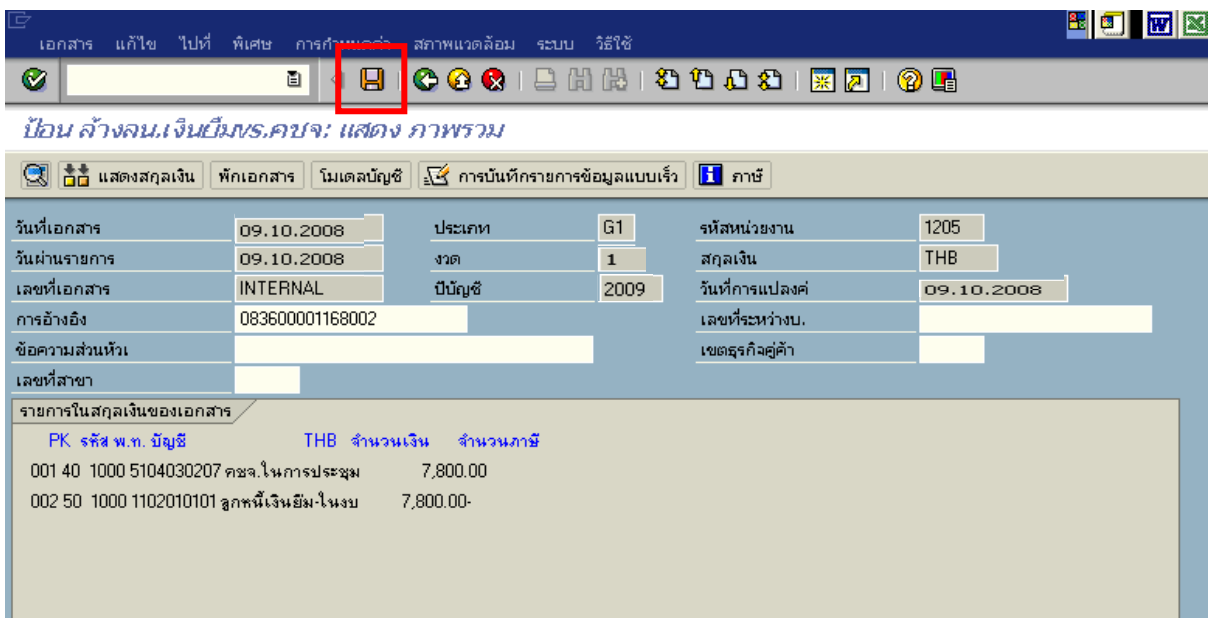 เอกสาร แก้ไข ไปที่ พิเศษ การกำหนดค่า สภาพแวดล้อม ระบบ วิธีใช้
ป้อน ล้างลน.เงินยืมvs.คชจ: แสดง ภาพรวม
แสดงสกุลเงิน พักเอกสาร โมเดลบัญชี การบันทึกรายการข้อมูลแบบเร็ว ภาษี
วันที่เอกสาร 09.10.2008 ประเภท G1 รหัสหน่วยงาน 1205
วันผ่านรายการ 09.10.2008 งวด 1 สกุลเงิน THB
เลขที่เอกสาร INTERNAL ปีบัญชี 2009 วันที่การแปลงค่ 09.10.2008
การอ้างอิง 083600001168002 เลขที่ระหว่างบ.
ข้อความส่วนหัวเ เขตธุรกิจคู่ค้า
เลขที่สาขา
รายการในสกุลเงินของเอกสาร
PK รหัส พ.ท. บัญชี THB จำนวนเงิน จำนวนภาษี
001 40 1000 5104030207 คชจ.ในการประชุม 7,800.00
002 50 1000 1102010101 ลูกหนี้เงินยืม-ในงบ 7,800.00-